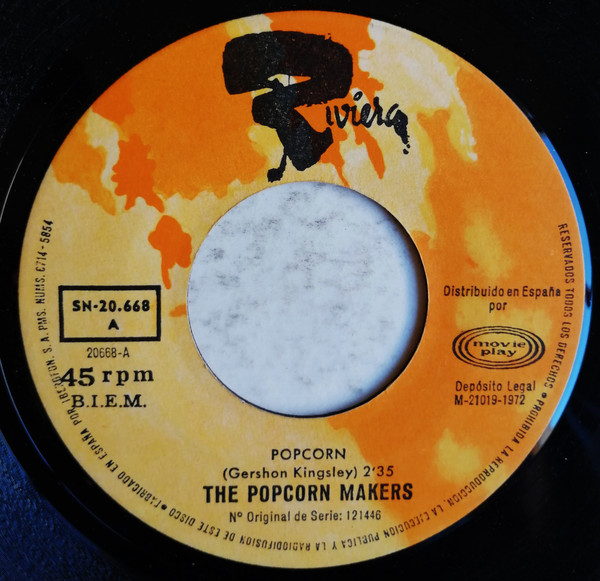 Riviera
SN-20.668
A
20668-A
45 rpm
B.I.E.M.
Distribuido en España
por
movie
play
Depósito Legal
M-21019-1972
POPCORN
(Gershon Kingsley) 2'35
THE POPCORN MAKERS
Nº Original de Serie: 121446
RESERVADOS TODOS LOS DERECHOS • PROHIBIDA LA REPRODUCCION, LA EJECUCION PUBLICA Y LA RADIODIFUSION DE ESTE DISCO • FABRICADO EN ESPAÑA POR IBEROFON, S. A. PMS. NUMS. 6714 - 5854